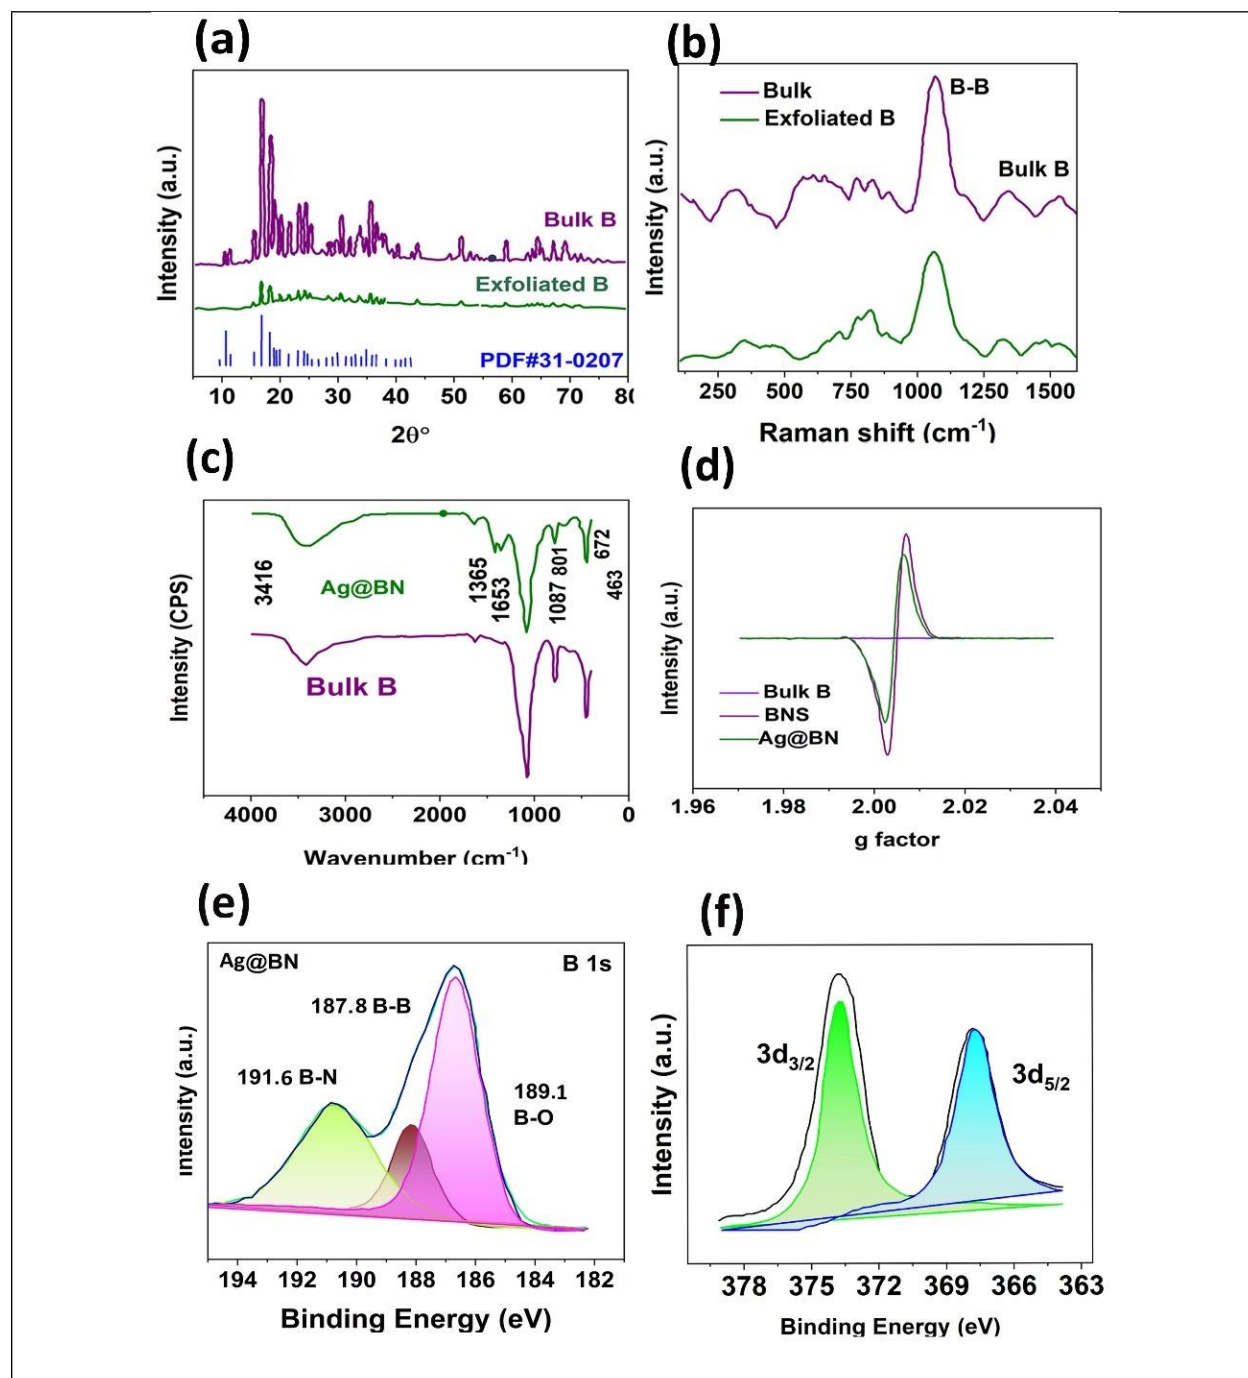 (a)
Intensity (a.u.)
Bulk B
Exfoliated B
PDF#31-0207
10 20 30 40 50 60 70 80
2θ°
(b)
Intensity (a.u.)
Bulk
Exfoliated B
B-B
Bulk B
250 500 750 1000 1250 1500
Raman shift (cm⁻¹)
(c)
Intensity (CPS)
3416
Ag@BN
1365
1653
1087 801
672
463
Bulk B
4000 3000 2000 1000 0
Wavenumber (cm⁻¹)
(d)
Intensity (a.u.)
Bulk B
BNS
Ag@BN
1.96 1.98 2.00 2.02 2.04
g factor
(e)
Intensity (a.u.)
Ag@BN
B 1s
187.8 B-B
191.6 B-N
189.1
B-O
194 192 190 188 186 184 182
Binding Energy (eV)
(f)
Intensity (a.u.)
3d3/2
3d5/2
378 375 372 369 366 363
Binding Energy (eV)